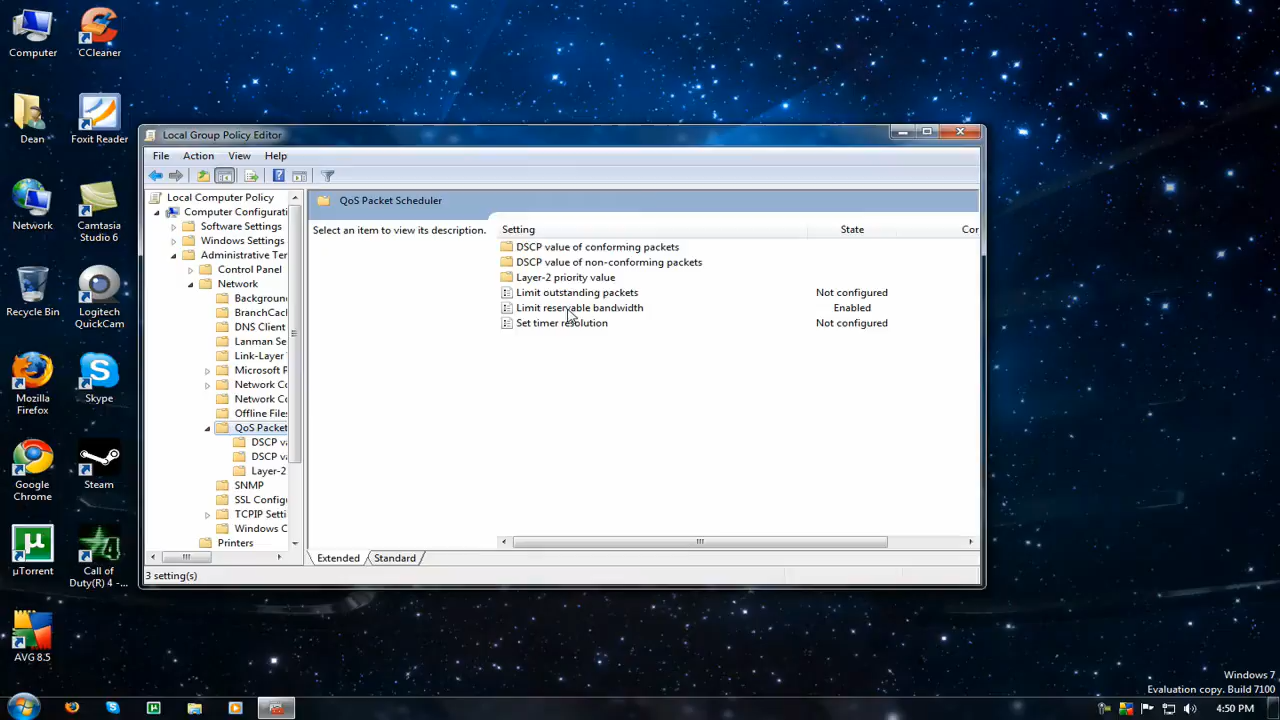 Computer
CCleaner
Dean
Foxit Reader
Network
Camtasia
Studio 6
Recycle Bin
Logitech
QuickCam
Mozilla
Firefox
Skype
Google
Chrome
Steam
µTorrent
Call of
Duty(R) 4 -...
AVG 8.5
Local Group Policy Editor
File Action View Help
Local Computer Policy
Computer Configurati
Software Settings
Windows Settings
Administrative Ter
Control Panel
Network
Backgroun
BranchCac
DNS Client
Lanman Se
Link-Layer
Microsoft P
Network Co
Network Co
Offline Files
QoS Packet
DSCP va
DSCP va
Layer-2
SNMP
SSL Config
TCPIP Setti
Windows C
Printers
QoS Packet Scheduler
Select an item to view its description.
Setting State Cor
DSCP value of conforming packets
DSCP value of non-conforming packets
Layer-2 priority value
Limit outstanding packets Not configured
Limit reservable bandwidth Enabled
Set timer resolution Not configured
Extended Standard
3 setting(s)
Windows 7
Evaluation copy. Build 7100
4:50 PM